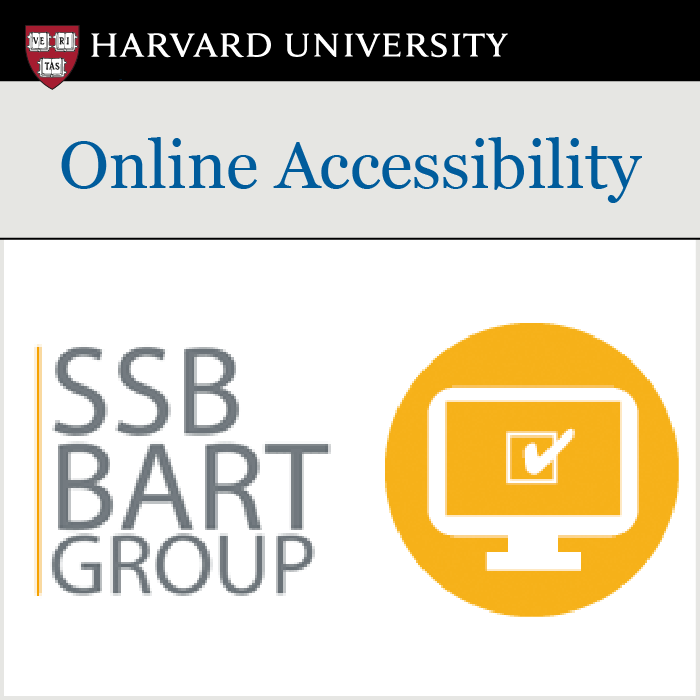 VE RI
TAS
HARVARD UNIVERSITY
Online Accessibility
SSB
BART
GROUP